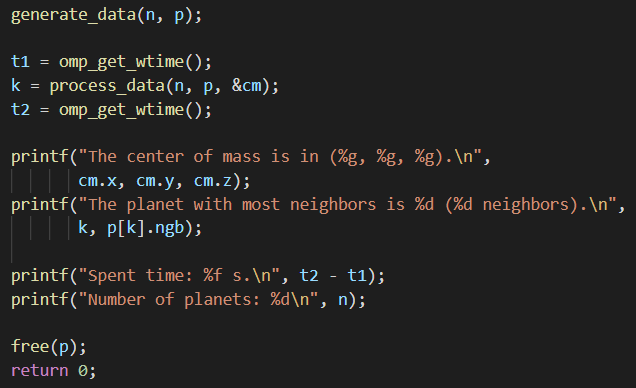 generate_data(n, p);
t1 = omp_get_wtime();
k = process_data(n, p, &cm);
t2 = omp_get_wtime();
printf("The center of mass is in (%g, %g, %g).\n",
cm.x, cm.y, cm.z);
printf("The planet with most neighbors is %d (%d neighbors).\n",
k, p[k].ngb);
printf("Spent time: %f s.\n", t2 - t1);
printf("Number of planets: %d\n", n);
free(p);
return 0;